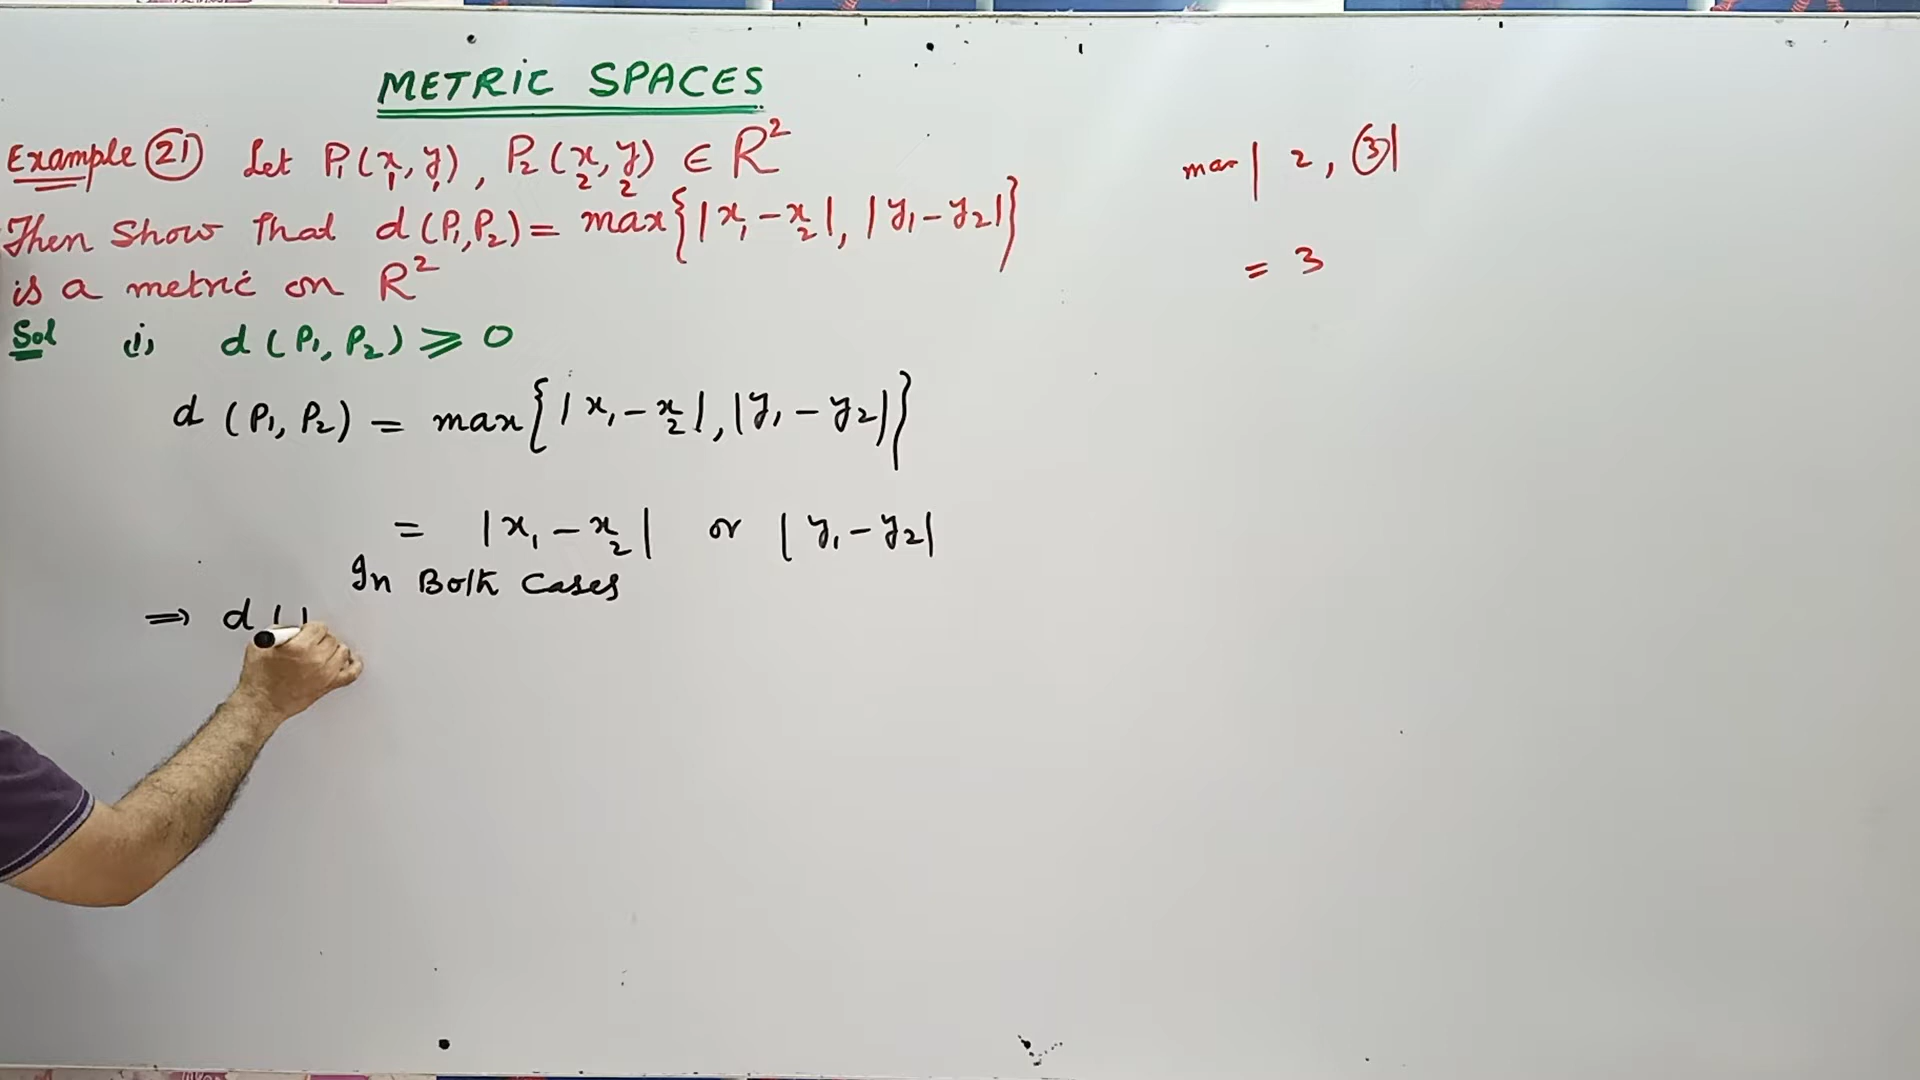 METRIC SPACES
Example 21 Let P₁(x₁, y₁), P₂(x₂, y₂) ∈ R²
Then Show that d(P₁,P₂) = max{|x₁ - x₂|, |y₁ - y₂|}
is a metric on R²
Sol (i) d(P₁, P₂) ⩾ 0
d(P₁, P₂) = max{|x₁ - x₂|, |y₁ - y₂|}
= |x₁ - x₂| or |y₁ - y₂|
In Both Cases
⇒ d (
max | 2, 3 |
= 3